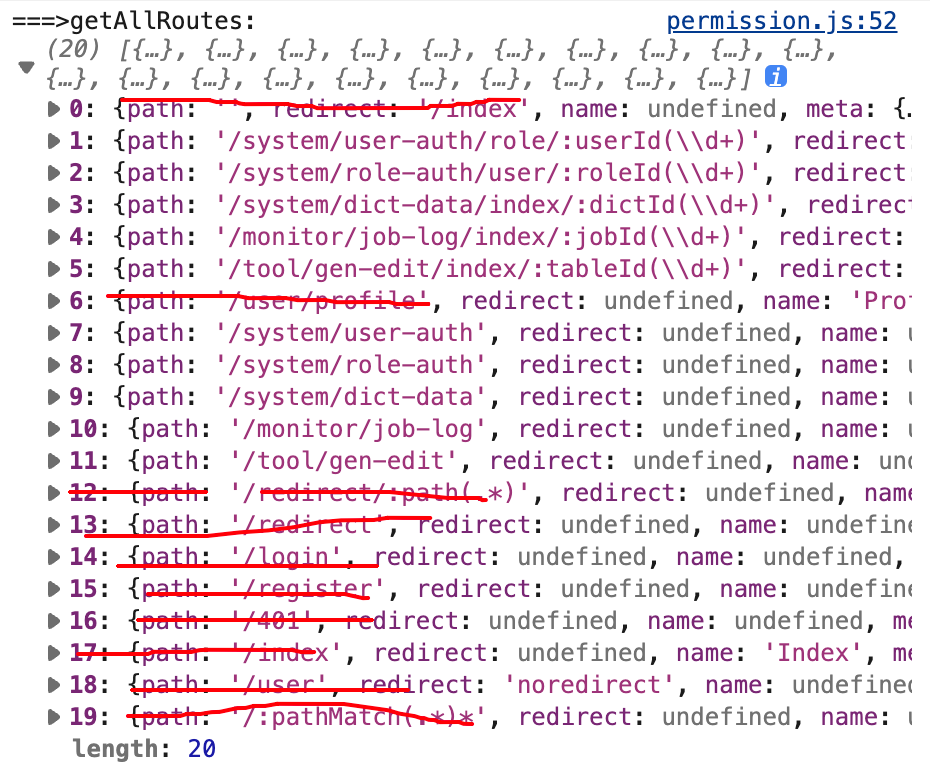 ===>getAllRoutes: permission.js:52
(20) [{…}, {…}, {…}, {…}, {…}, {…}, {…}, {…}, {…}, {…},
{…}, {…}, {…}, {…}, {…}, {…}, {…}, {…}, {…}, {…}] i
0: {path: '', redirect: '/index', name: undefined, meta: {.
1: {path: '/system/user-auth/role/:userId(\\d+)', redirect:
2: {path: '/system/role-auth/user/:roleId(\\d+)', redirect:
3: {path: '/system/dict-data/index/:dictId(\\d+)', redirec
4: {path: '/monitor/job-log/index/:jobId(\\d+)', redirect:
5: {path: '/tool/gen-edit/index/:tableId(\\d+)', redirect:
6: {path: '/user/profile', redirect: undefined, name: 'Prof
7: {path: '/system/user-auth', redirect: undefined, name:
8: {path: '/system/role-auth', redirect: undefined, name:
9: {path: '/system/dict-data', redirect: undefined, name:
10: {path: '/monitor/job-log', redirect: undefined, name:
11: {path: '/tool/gen-edit', redirect: undefined, name: und
12: {path: '/redirect/:path(.*)', redirect: undefined, name
13: {path: '/redirect', redirect: undefined, name: undefine
14: {path: '/login', redirect: undefined, name: undefined,
15: {path: '/register', redirect: undefined, name: undefine
16: {path: '/401', redirect: undefined, name: undefined, me
17: {path: '/index', redirect: undefined, name: 'Index', me
18: {path: '/user', redirect: 'noredirect', name: undefined
19: {path: '/:pathMatch(.*)*', redirect: undefined, name:
length: 20